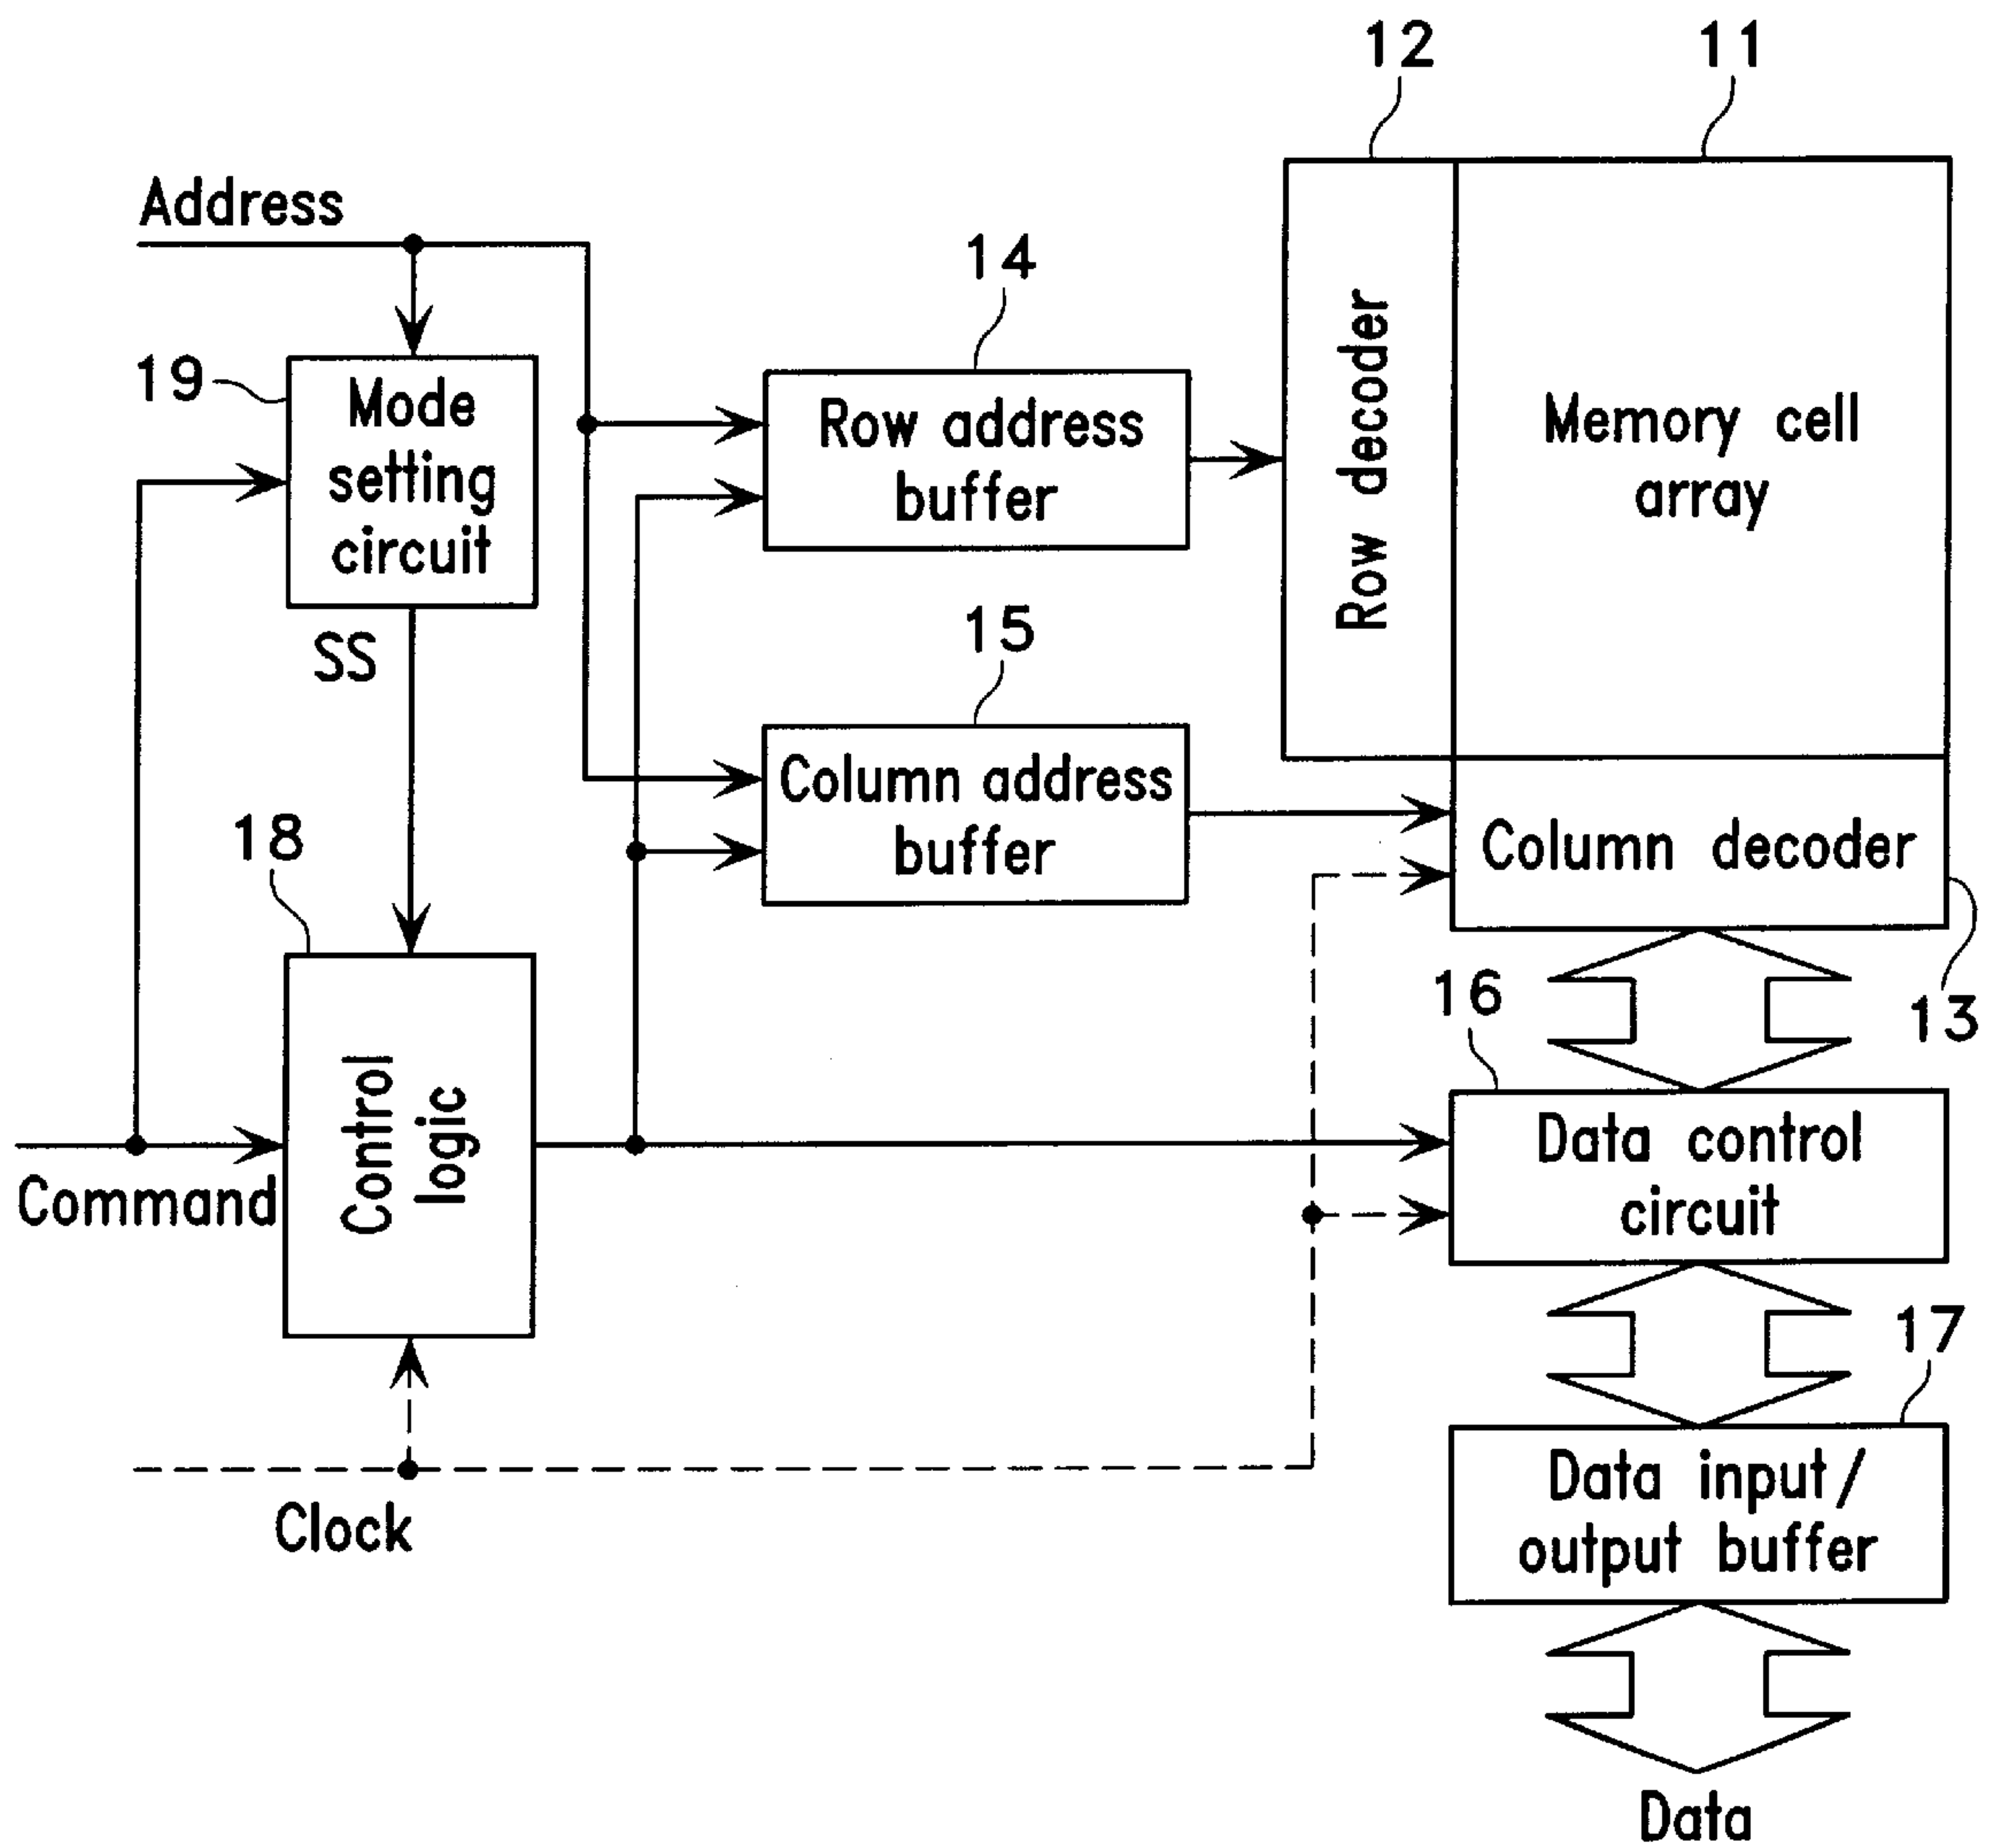 12
11
Address
14
19
Mode
setting
circuit
Row address
buffer
Row decoder
Memory cell
array
SS
15
Column address
buffer
Column decoder
18
16
13
Control
logic
Data control
circuit
Command
17
Clock
Data input/
output buffer
Data